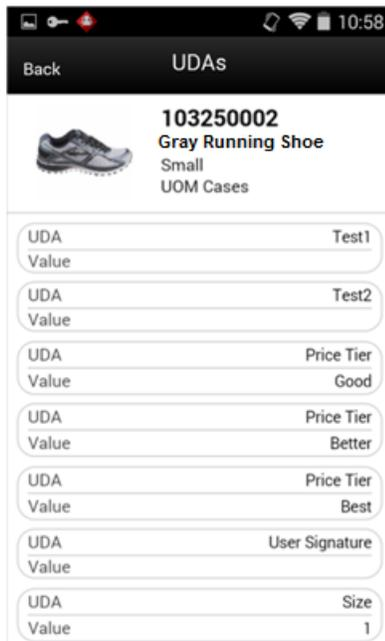 10:58
Back
UDAs
103250002
Gray Running Shoe
Small
UOM Cases
UDA Test1
Value
UDA Test2
Value
UDA Price Tier
Value Good
UDA Price Tier
Value Better
UDA Price Tier
Value Best
UDA User Signature
Value
UDA Size
Value 1